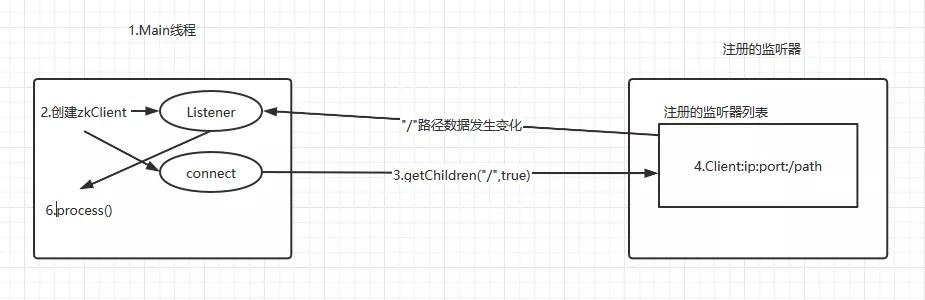 1.Main线程
注册的监听器
2.创建zkClient
Listener
注册的监听器列表
"/"路径数据发生变化
connect
3.getChildren("/",true)
4.Client:ip:port:/path
6.process()